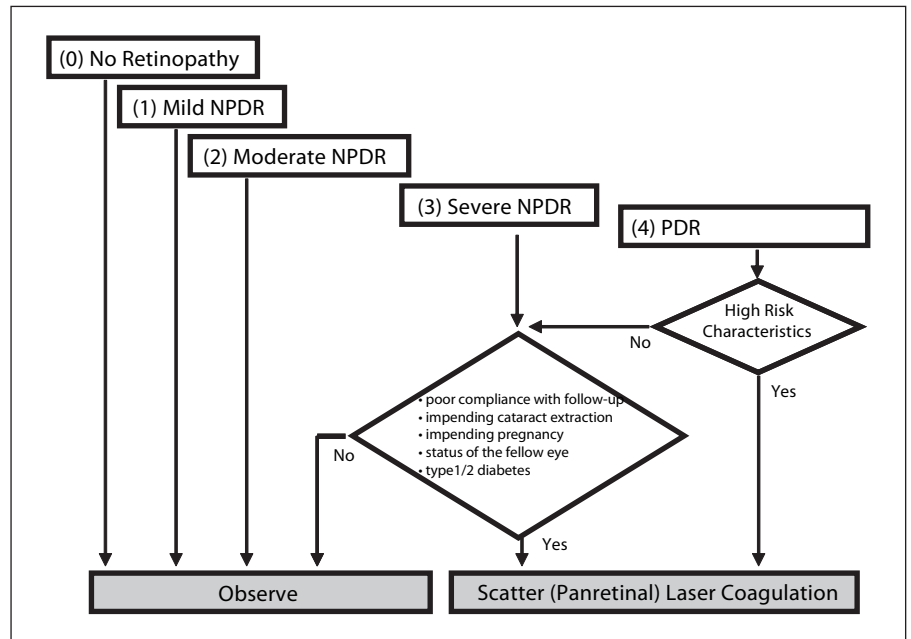 (0) No Retinopathy
(1) Mild NPDR
(2) Moderate NPDR
(3) Severe NPDR
(4) PDR
High Risk
Characteristics
No
Yes
• poor compliance with follow-up
• impending cataract extraction
• impending pregnancy
• status of the fellow eye
• type1/2 diabetes
No
Yes
Observe
Scatter (Panretinal) Laser Coagulation